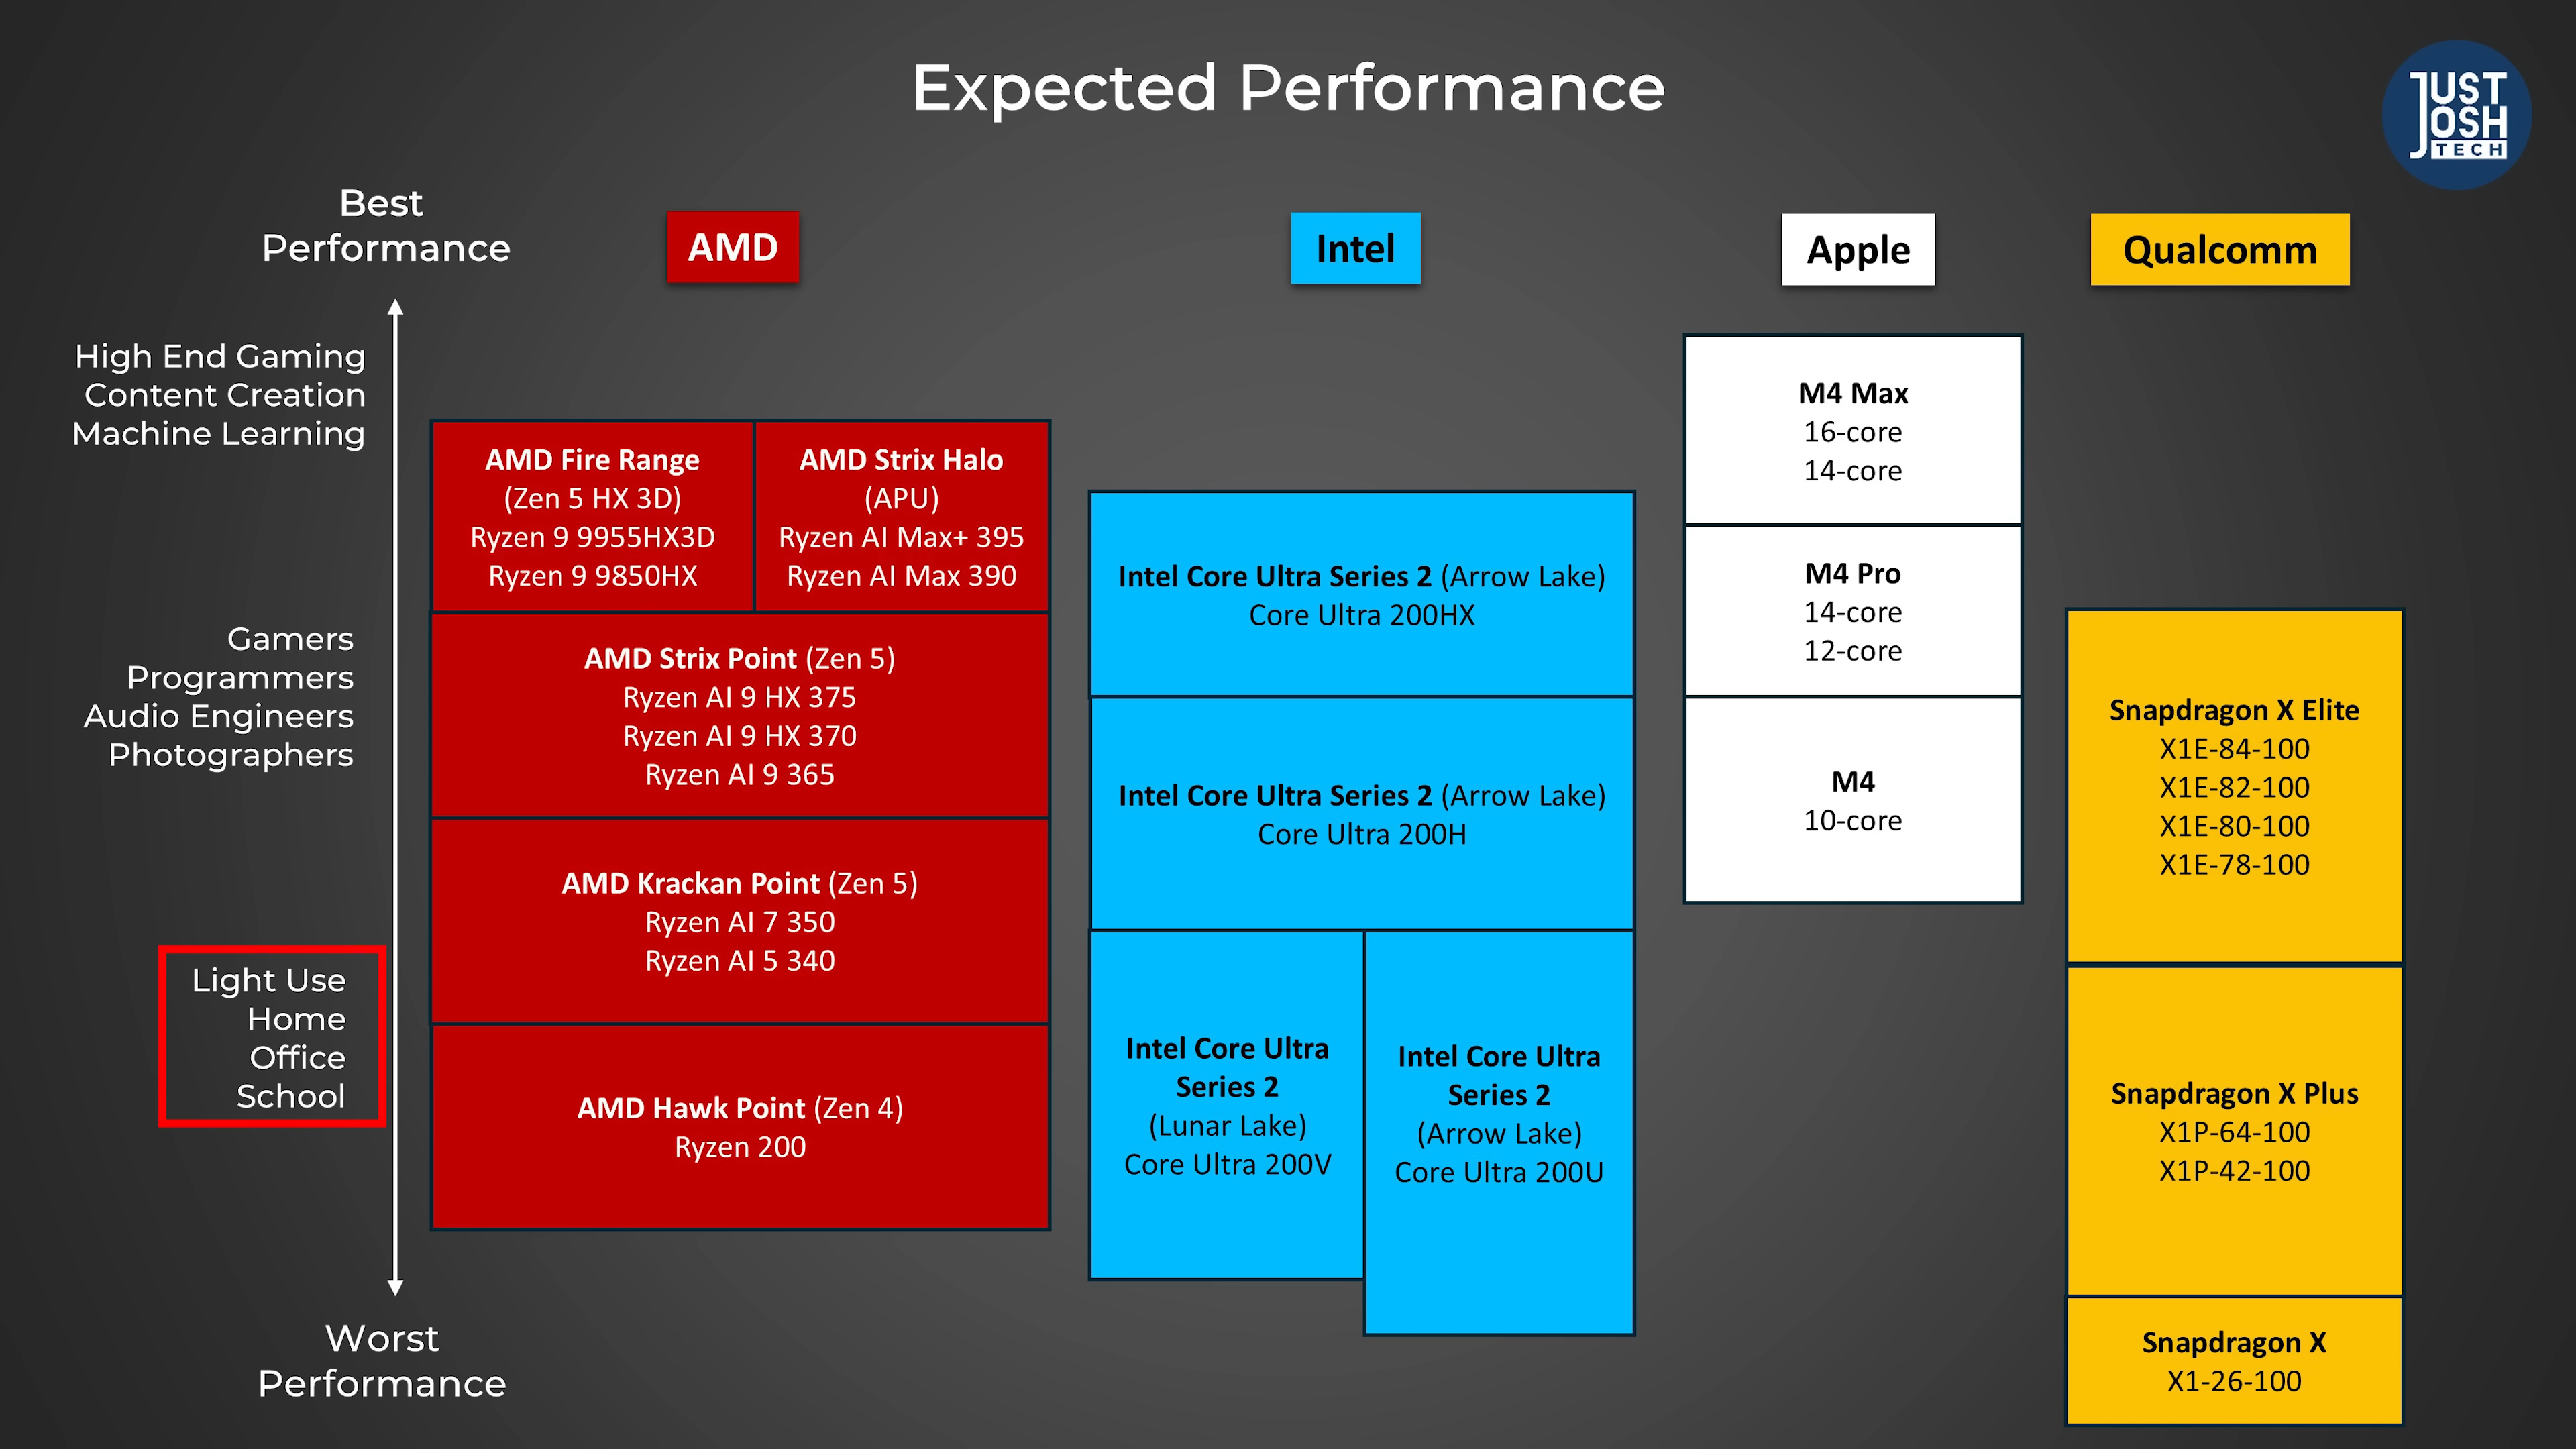 Expected Performance
JUST
JOSH
TECH
Best
Performance
AMD
Intel
Apple
Qualcomm
High End Gaming
Content Creation
Machine Learning
Gamers
Programmers
Audio Engineers
Photographers
Light Use
Home
Office
School
Worst
Performance
AMD Fire Range
(Zen 5 HX 3D)
Ryzen 9 9955HX3D
Ryzen 9 9850HX
AMD Strix Halo
(APU)
Ryzen AI Max+ 395
Ryzen AI Max 390
AMD Strix Point (Zen 5)
Ryzen AI 9 HX 375
Ryzen AI 9 HX 370
Ryzen AI 9 365
AMD Krackan Point (Zen 5)
Ryzen AI 7 350
Ryzen AI 5 340
AMD Hawk Point (Zen 4)
Ryzen 200
Intel Core Ultra Series 2 (Arrow Lake)
Core Ultra 200HX
Intel Core Ultra Series 2 (Arrow Lake)
Core Ultra 200H
Intel Core Ultra
Series 2
(Lunar Lake)
Core Ultra 200V
Intel Core Ultra
Series 2
(Arrow Lake)
Core Ultra 200U
M4 Max
16-core
14-core
M4 Pro
14-core
12-core
M4
10-core
Snapdragon X Elite
X1E-84-100
X1E-82-100
X1E-80-100
X1E-78-100
Snapdragon X Plus
X1P-64-100
X1P-42-100
Snapdragon X
X1-26-100